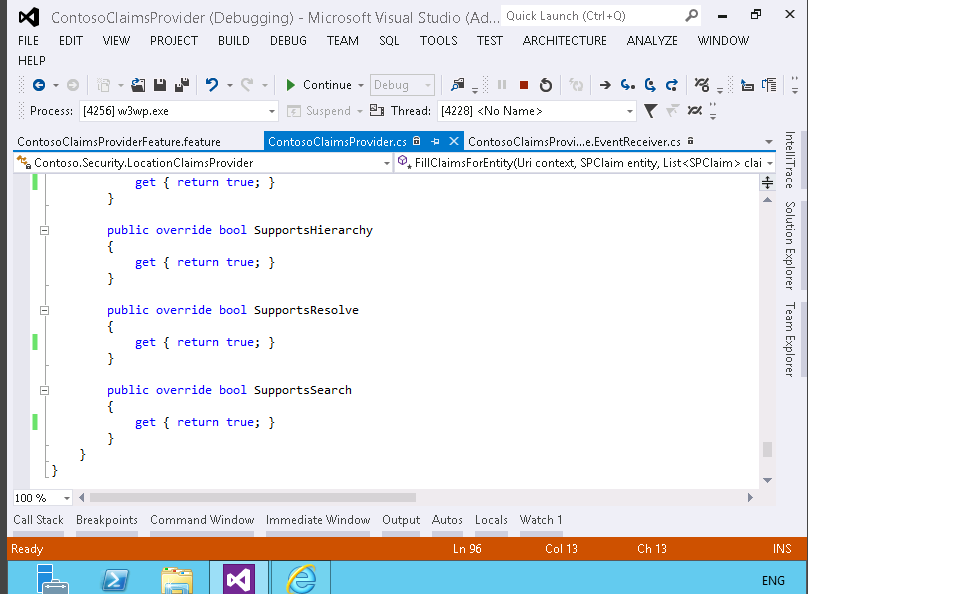 ContosoClaimsProvider (Debugging) - Microsoft Visual Studio (Ad... Quick Launch (Ctrl+Q)
FILE EDIT VIEW PROJECT BUILD DEBUG TEAM SQL TOOLS TEST ARCHITECTURE ANALYZE WINDOW
HELP
Continue Debug
Process: [4256] w3wp.exe Suspend Thread: [4228] <No Name>
ContosoClaimsProviderFeature.feature ContosoClaimsProvider.cs ContosoClaimsProv...e.EventReceiver.cs
Contoso.Security.LocationClaimsProvider FillClaimsForEntity(Uri context, SPClaim entity, List<SPClaim> clai
get { return true; }
}
public override bool SupportsHierarchy
{
get { return true; }
}
public override bool SupportsResolve
{
get { return true; }
}
public override bool SupportsSearch
{
get { return true; }
}
}
}
IntelliTrace
Solution Explorer
Team Explorer
100 %
Call Stack Breakpoints Command Window Immediate Window Output Autos Locals Watch 1
Ready Ln 96 Col 13 Ch 13 INS
ENG